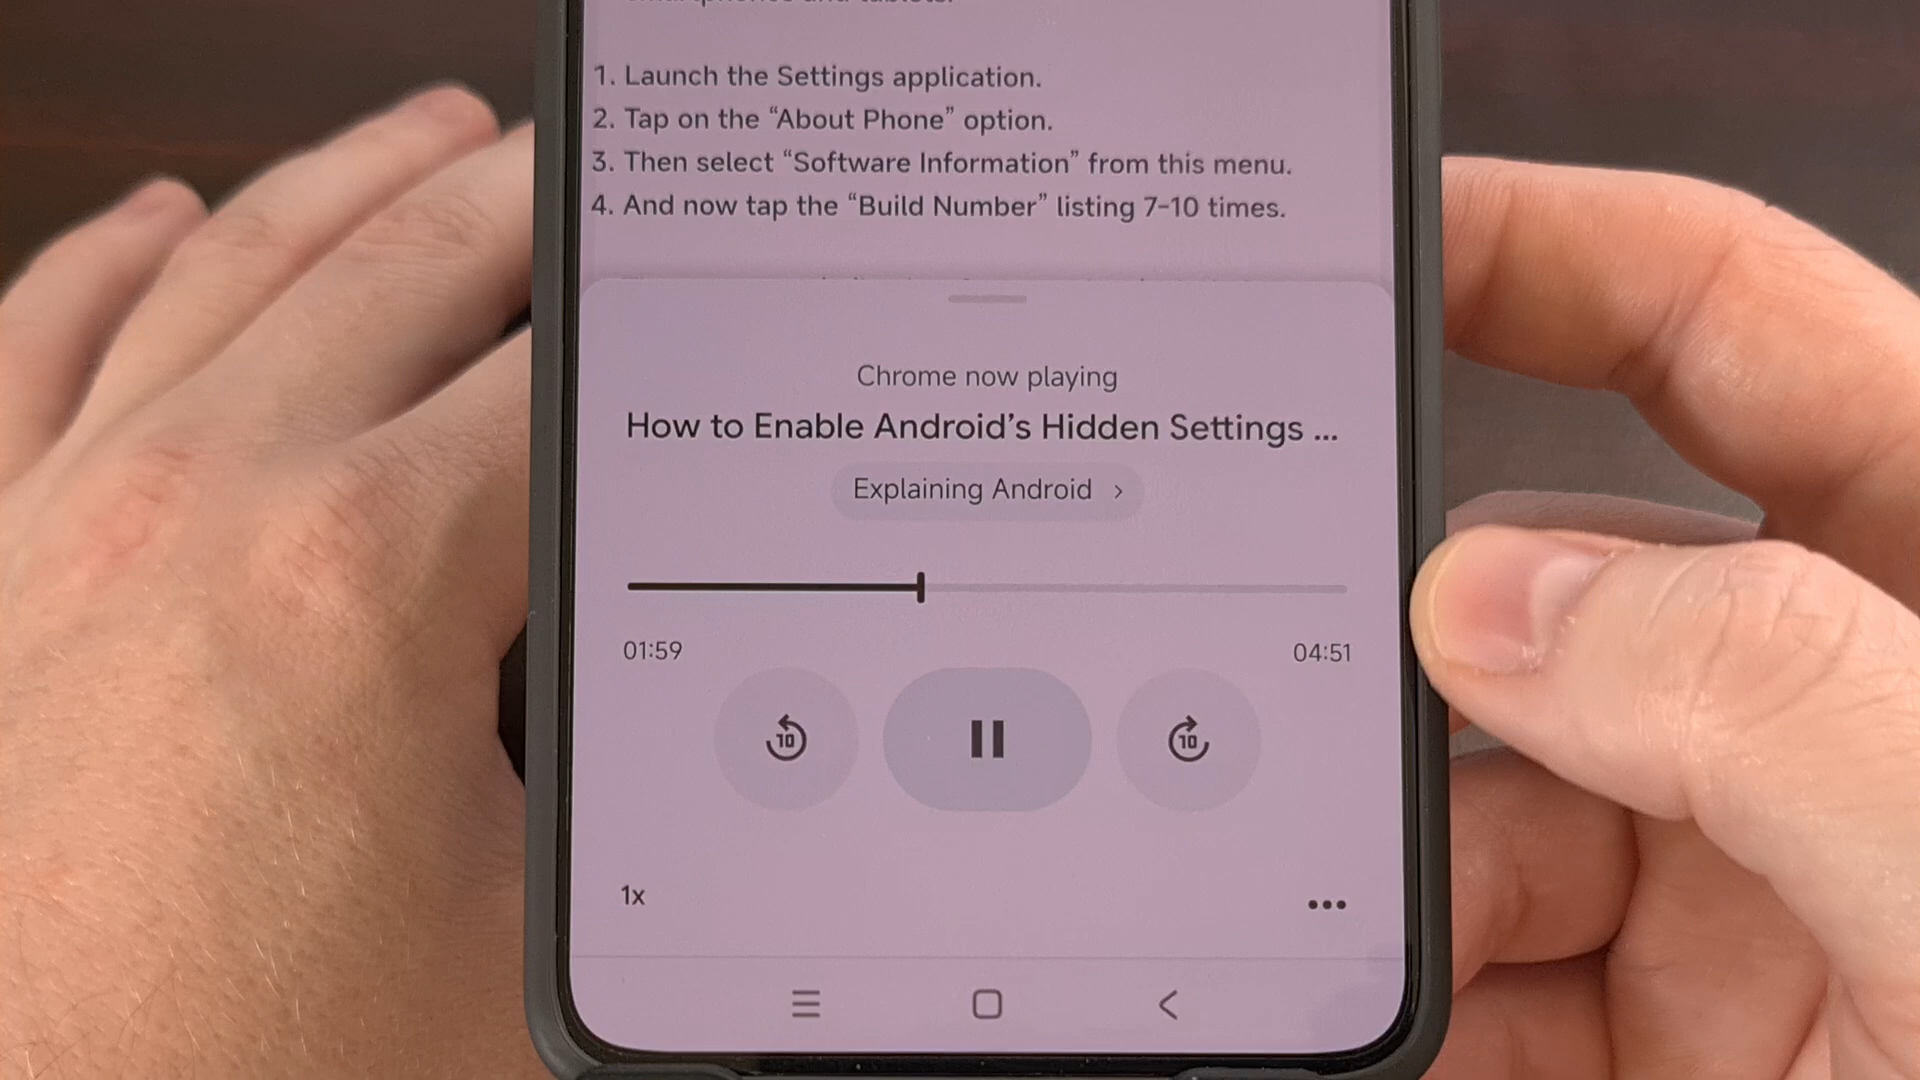 1. Launch the Settings application.
2. Tap on the “About Phone” option.
3. Then select “Software Information” from this menu.
4. And now tap the “Build Number” listing 7-10 times.
Chrome now playing
How to Enable Android’s Hidden Settings ...
Explaining Android >
01:59
04:51
10
10
1x